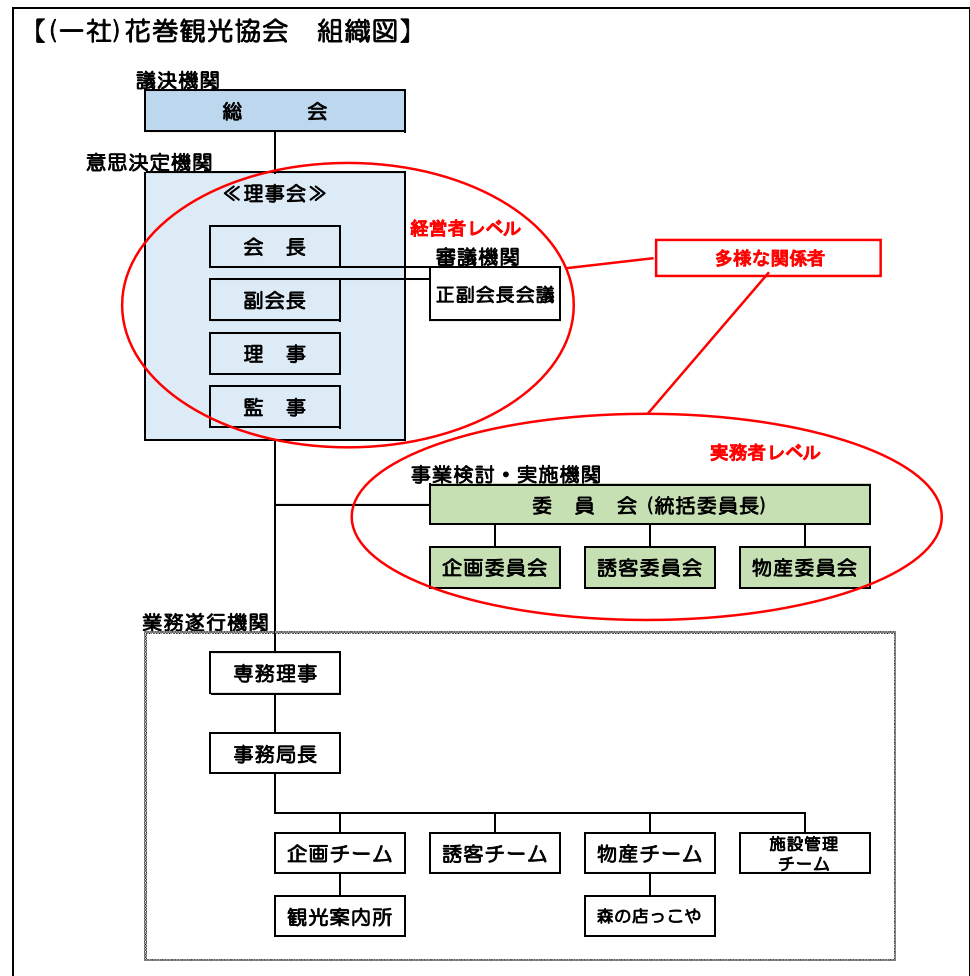 【(一社)花巻観光協会　組織図】
議決機関
総　　　会
意思決定機関
≪理事会≫
経営者レベル
会　長
審議機関
多様な関係者
副会長
正副会長会議
理　事
監　事
実務者レベル
事業検討・実施機関
委　員　会（統括委員長）
企画委員会
誘客委員会
物産委員会
業務遂行機関
専務理事
事務局長
企画チーム
誘客チーム
物産チーム
施設管理
チーム
観光案内所
森の店っこや